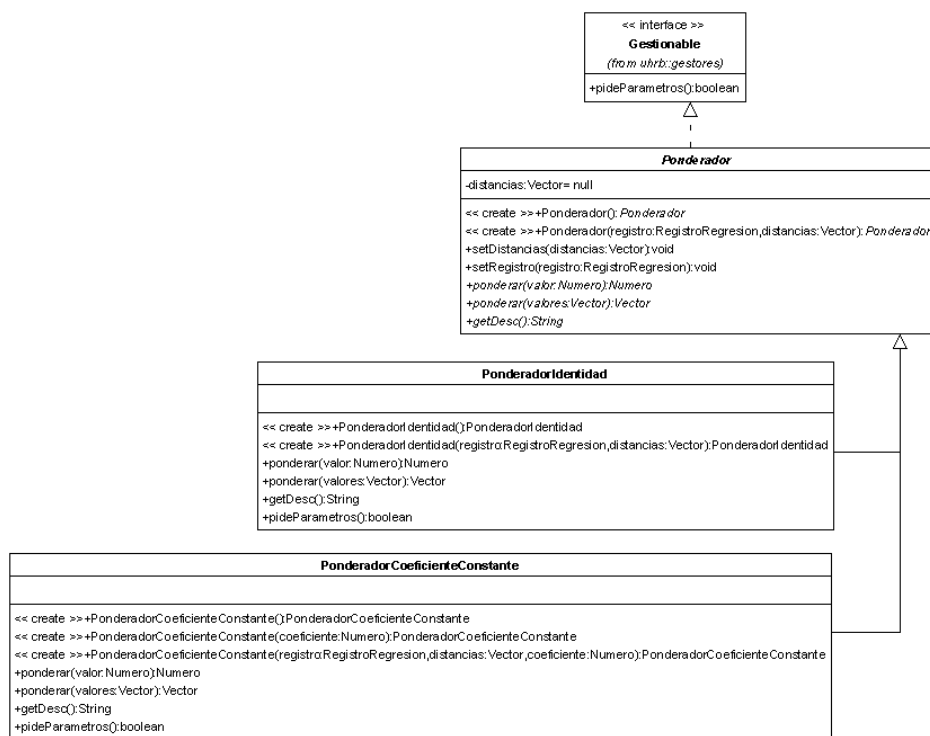 << interface >>
Gestionable
(from uhrb::gestores)
+pideParametros():boolean
Ponderador
-distancias:Vector= null
<< create >>+Ponderador():Ponderador
<< create >>+Ponderador(registro:RegistroRegresion,distancias:Vector):Ponderador
+setDistancias(distancias:Vector):void
+setRegistro(registro:RegistroRegresion):void
+ponderar(valor:Numero):Numero
+ponderar(valores:Vector):Vector
+getDesc():String
PonderadorIdentidad
<< create >>+PonderadorIdentidad():PonderadorIdentidad
<< create >>+PonderadorIdentidad(registro:RegistroRegresion,distancias:Vector):PonderadorIdentidad
+ponderar(valor:Numero):Numero
+ponderar(valores:Vector):Vector
+getDesc():String
+pideParametros():boolean
PonderadorCoeficienteConstante
<< create >>+PonderadorCoeficienteConstante():PonderadorCoeficienteConstante
<< create >>+PonderadorCoeficienteConstante(coeficiente:Numero):PonderadorCoeficienteConstante
<< create >>+PonderadorCoeficienteConstante(registro:RegistroRegresion,distancias:Vector,coeficiente:Numero):PonderadorCoeficienteConstante
+ponderar(valor:Numero):Numero
+ponderar(valores:Vector):Vector
+getDesc():String
+pideParametros():boolean